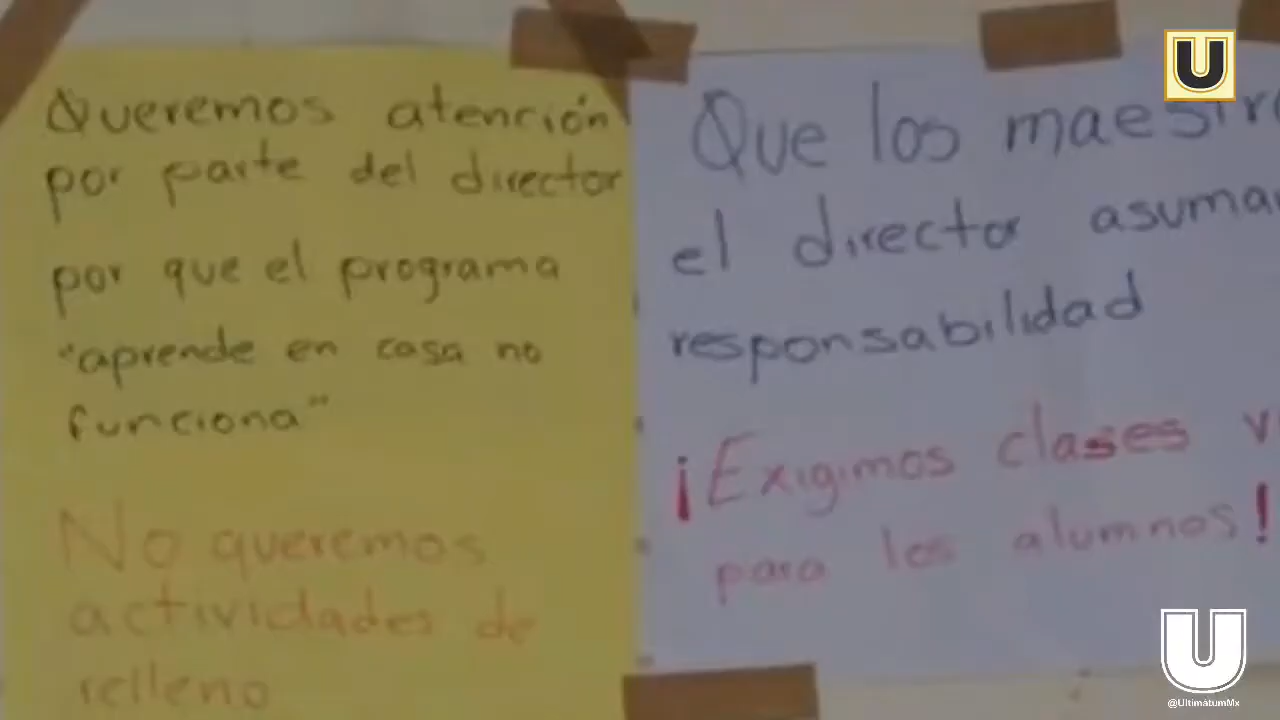 Queremos atención
por parte del director
por que el programa
"aprende en casa no
funciona"
No queremos
actividades de
relleno
Que los maestr
el director asuma
responsabilidad
¡Exigimos clases v
para los alumnos!
U
U
@UltimátumMx